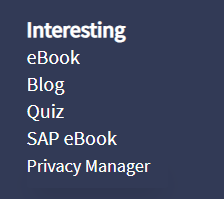 Interesting
eBook
Blog
Quiz
SAP eBook
Privacy Manager